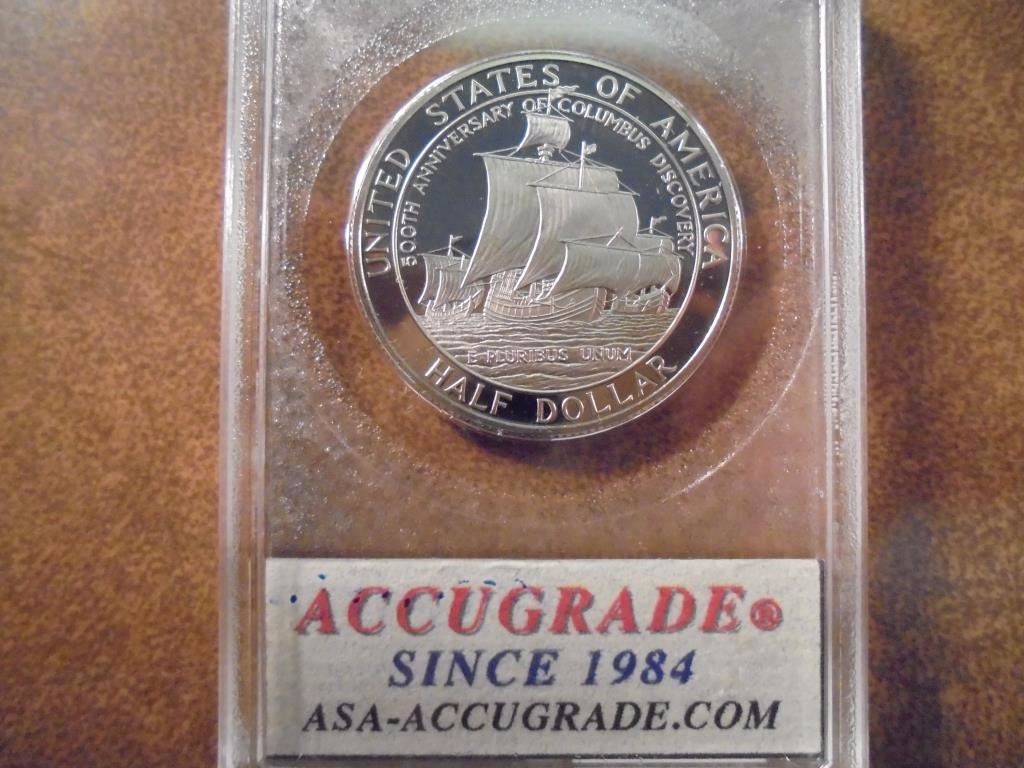 UNITED STATES OF AMERICA
500TH ANNIVERSARY OF COLUMBUS DISCOVERY
E PLURIBUS UNUM
HALF DOLLAR
ACCUGRADE®
SINCE 1984
ASA-ACCUGRADE.COM